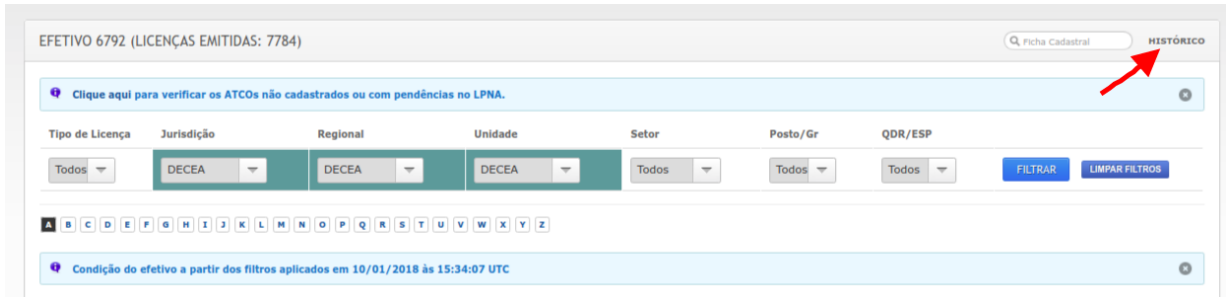 EFETIVO 6792 (LICENÇAS EMITIDAS: 7784)
Ficha Cadastral
HISTÓRICO
Clique aqui para verificar os ATCOs não cadastrados ou com pendências no LPNA.
Tipo de Licença Jurisdição Regional Unidade Setor Posto/Gr QDR/ESP
Todos DECEA DECEA DECEA Todos Todos Todos FILTRAR LIMPAR FILTROS
A B C D E F G H I J K L M N O P Q R S T U V W X Y Z
Condição do efetivo a partir dos filtros aplicados em 10/01/2018 às 15:34:07 UTC